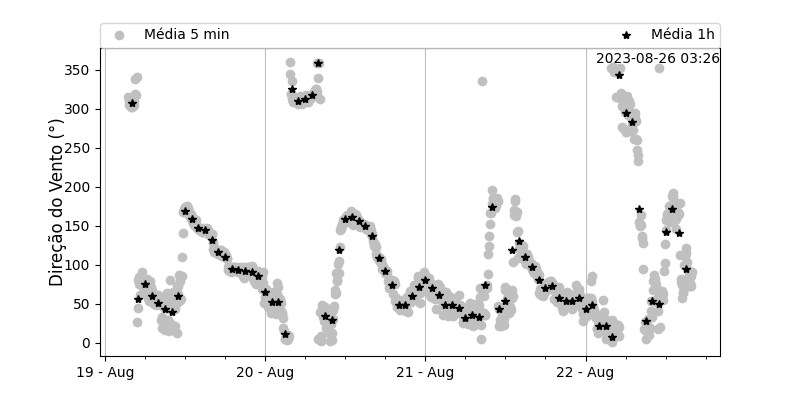 Média 5 min
Média 1h
2023-08-26 03:26
Direção do Vento (°)
350
300
250
200
150
100
50
0
19 - Aug
20 - Aug
21 - Aug
22 - Aug